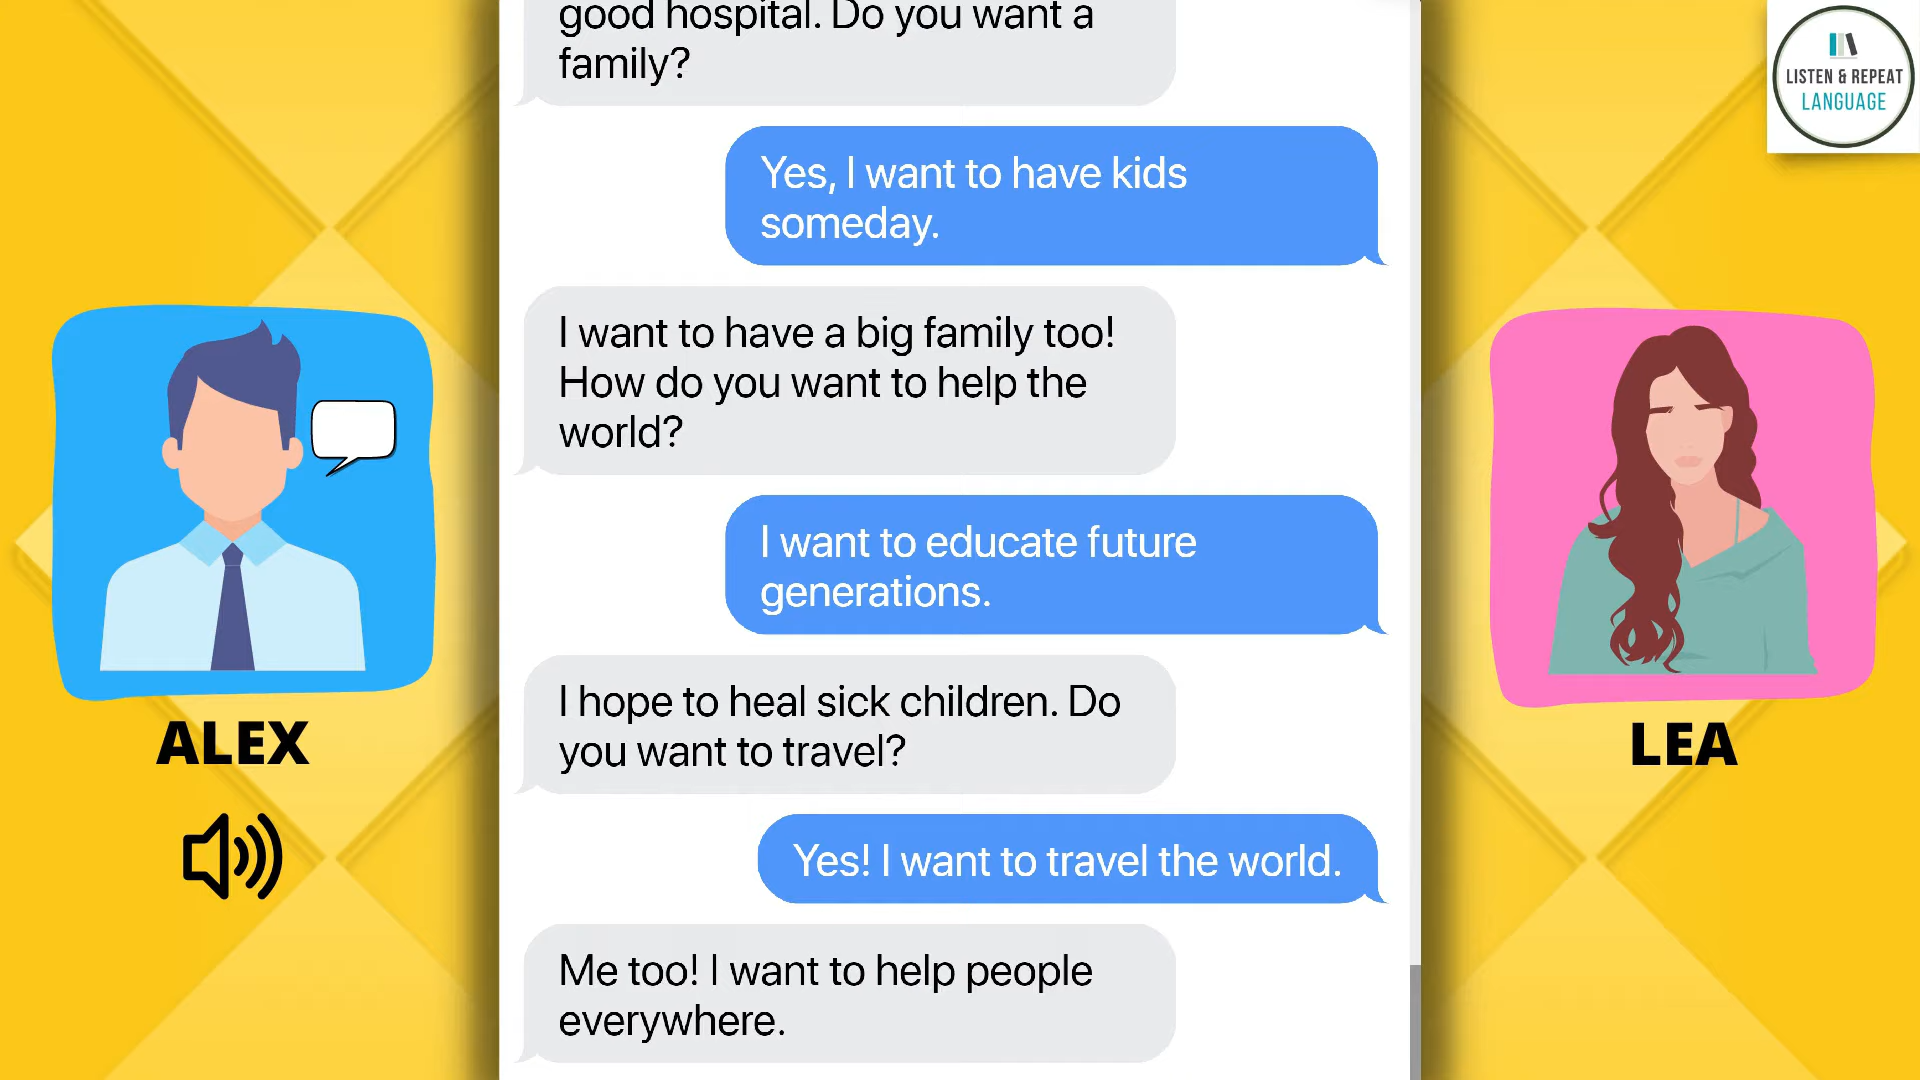 good hospital. Do you want a
family?
Yes, I want to have kids
someday.
I want to have a big family too!
How do you want to help the
world?
I want to educate future
generations.
I hope to heal sick children. Do
you want to travel?
Yes! I want to travel the world.
Me too! I want to help people
everywhere.
ALEX
LEA
LISTEN & REPEAT
LANGUAGE